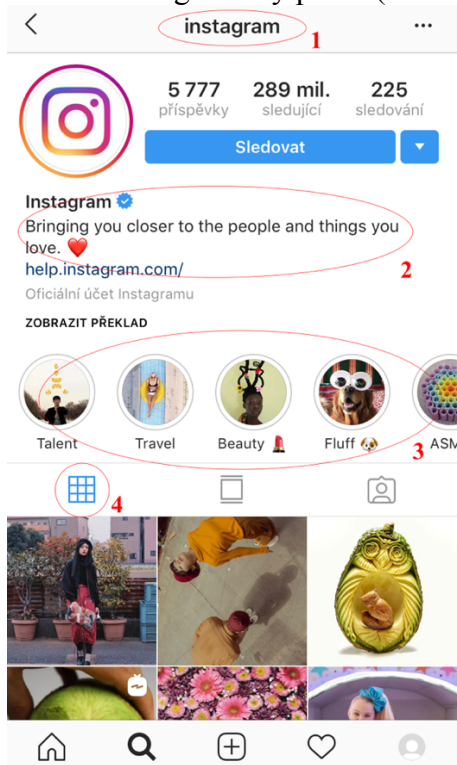 instagram
1
5 777 289 mil. 225
příspěvky sledující sledování
Sledovat
Instagram
Bringing you closer to the people and things you
love. ❤️
2
help.instagram.com/
Oficiální účet Instagramu
ZOBRAZIT PŘEKLAD
Talent Travel Beauty 💄 Fluff 🐶 ASM
3
4